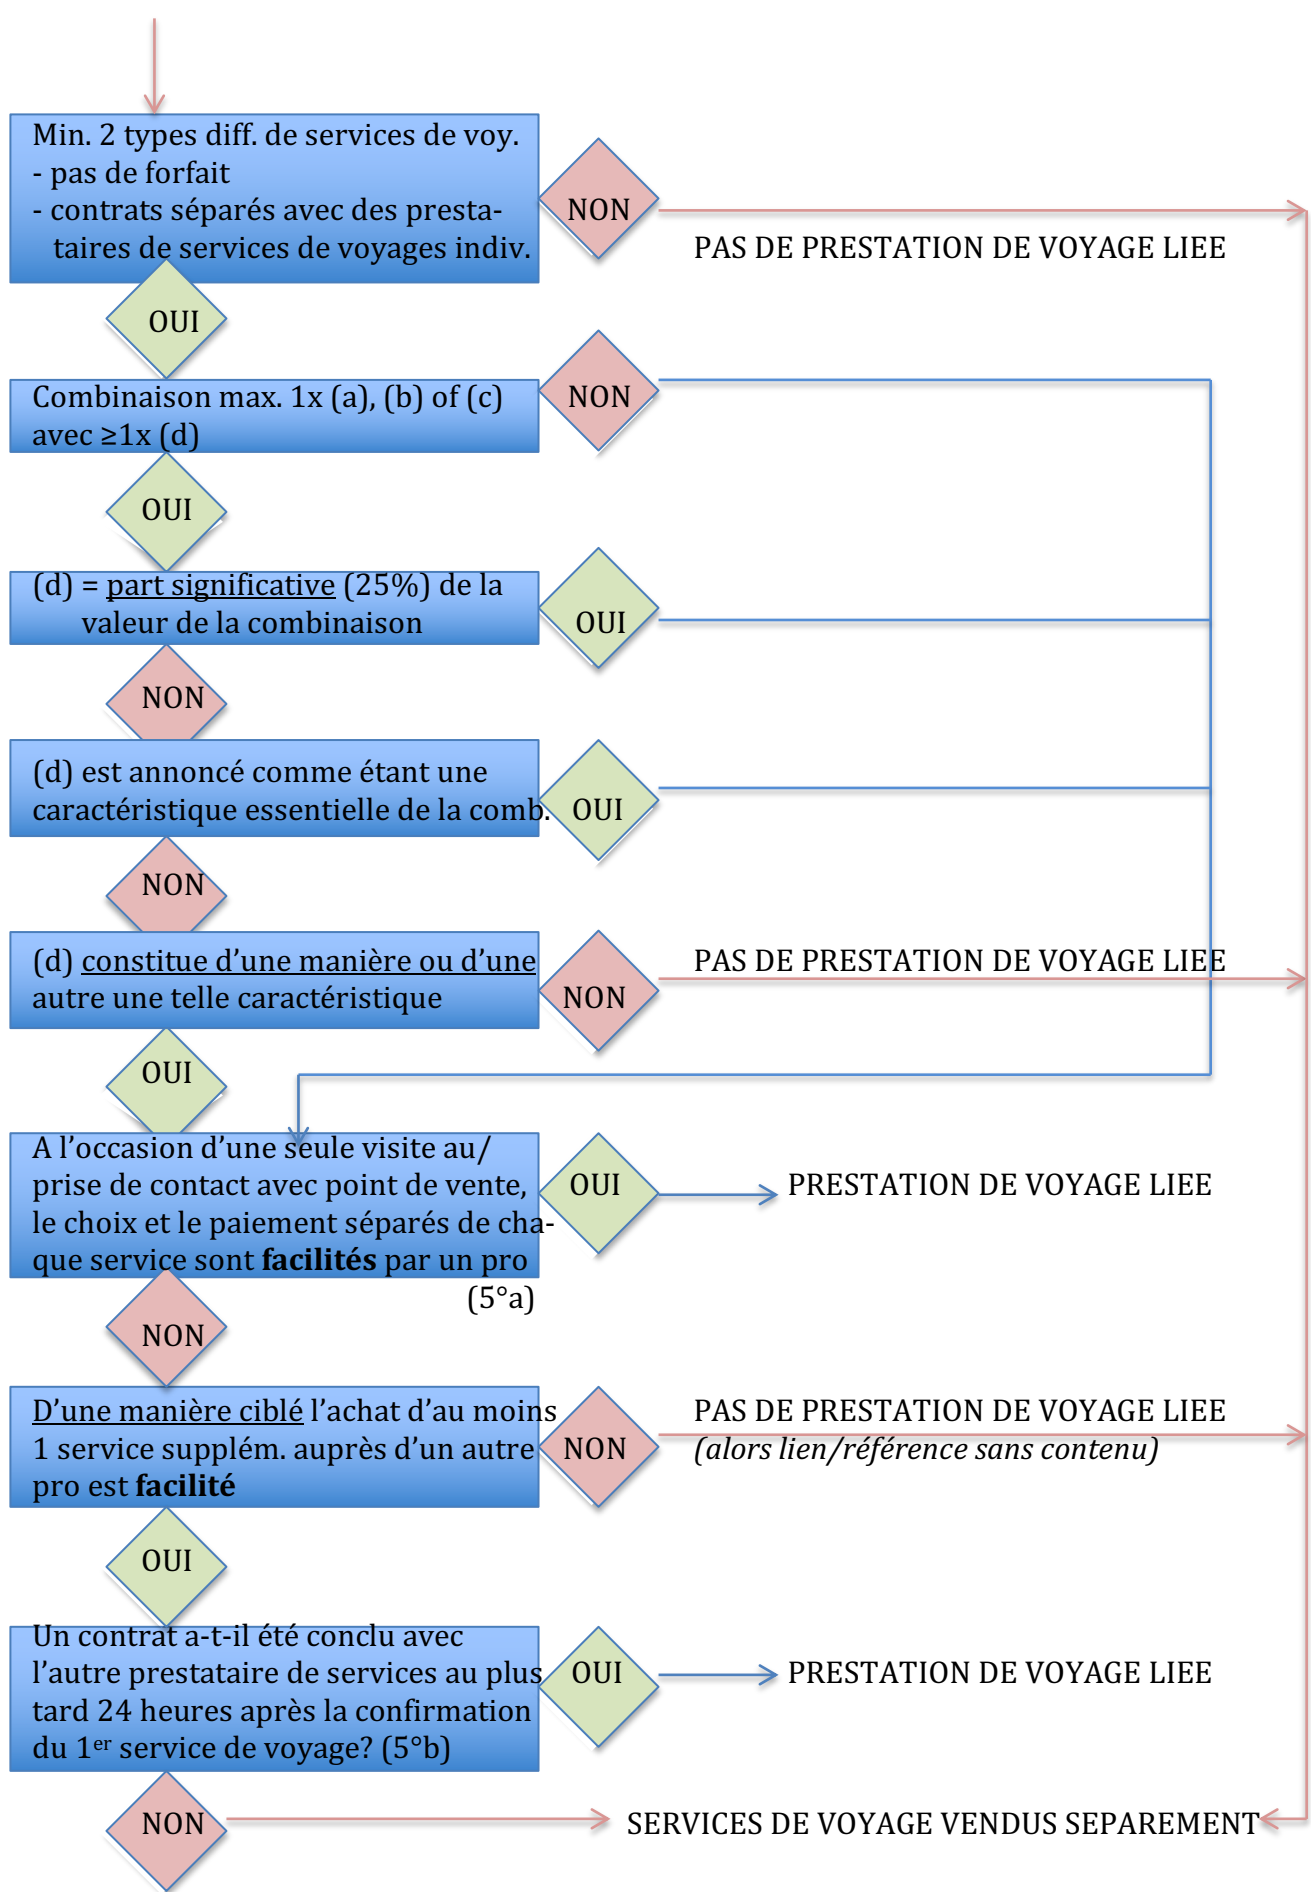 Min. 2 types diff. de services de voy.
- pas de forfait
- contrats séparés avec des presta-
taires de services de voyages indiv.
NON
PAS DE PRESTATION DE VOYAGE LIEE
OUI
Combinaison max. 1x (a), (b) of (c)
avec ≥1x (d)
NON
OUI
(d) = part significative (25%) de la
valeur de la combinaison
OUI
NON
(d) est annoncé comme étant une
caractéristique essentielle de la comb.
OUI
NON
(d) constitue d’une manière ou d’une
autre une telle caractéristique
NON
PAS DE PRESTATION DE VOYAGE LIEE
OUI
A l’occasion d’une seule visite au/
prise de contact avec point de vente,
le choix et le paiement séparés de cha-
que service sont facilités par un pro
(5°a)
OUI
PRESTATION DE VOYAGE LIEE
NON
D’une manière ciblé l’achat d’au moins
1 service supplém. auprès d’un autre
pro est facilité
NON
PAS DE PRESTATION DE VOYAGE LIEE
(alors lien/référence sans contenu)
OUI
Un contrat a-t-il été conclu avec
l’autre prestataire de services au plus
tard 24 heures après la confirmation
du 1er service de voyage? (5°b)
OUI
PRESTATION DE VOYAGE LIEE
NON
SERVICES DE VOYAGE VENDUS SEPAREMENT